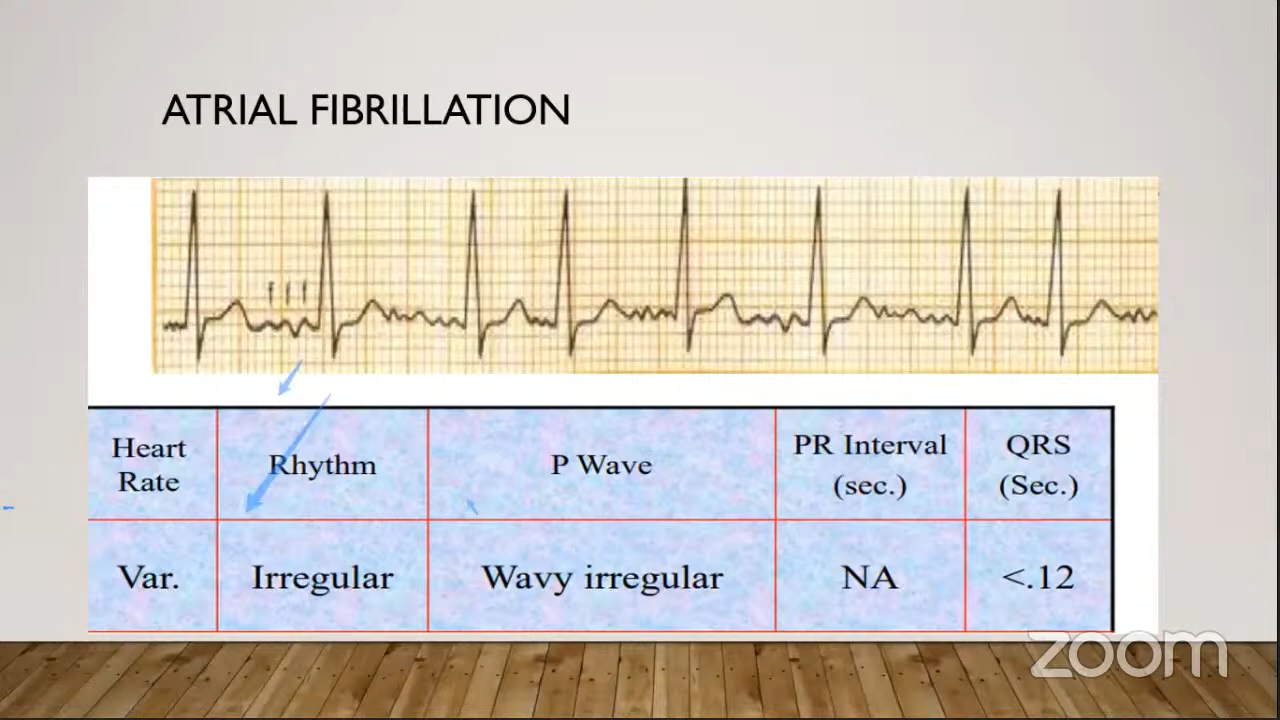 ATRIAL FIBRILLATION
Heart
Rate
Rhythm
P Wave
PR Interval
(sec.)
QRS
(Sec.)
Var.
Irregular
Wavy irregular
NA
<.12
zoom